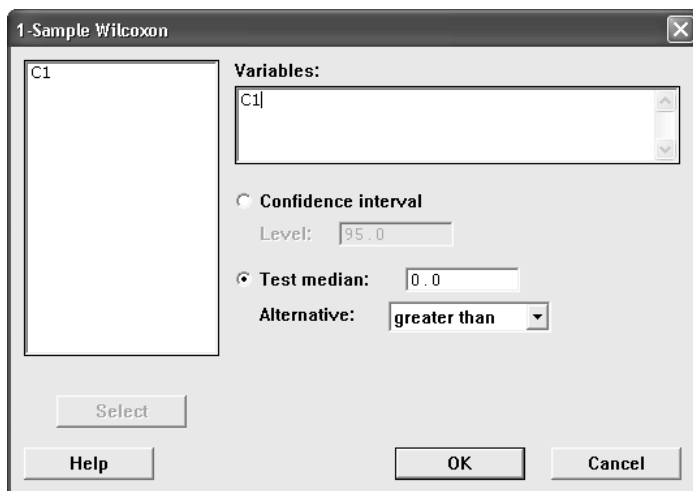 1-Sample Wilcoxon
C1
Variables:
C1
Confidence interval
Level: 95.0
Test median: 0.0
Alternative: greater than
Select
Help OK Cancel